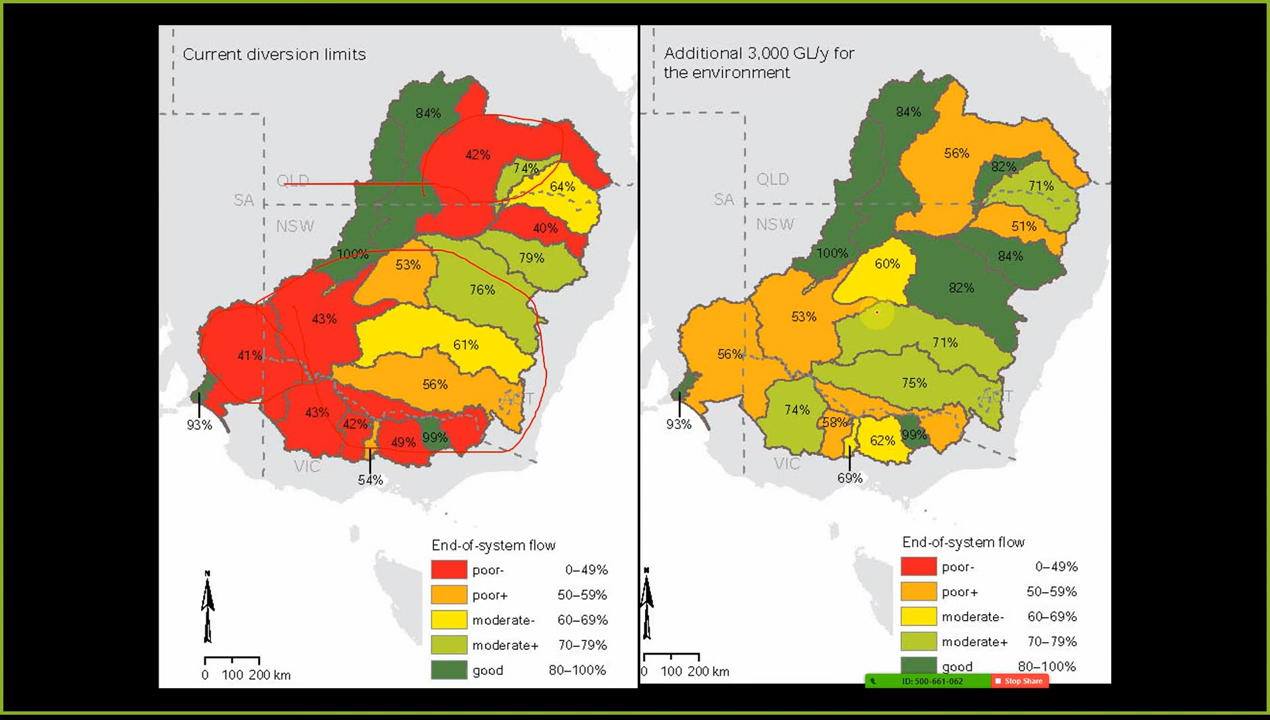 Current diversion limits
84%
42%
74%
64%
QLD
SA
NSW
40%
100%
53%
79%
76%
43%
61%
41%
56%
43%
42%
49%
99%
ACT
93%
VIC
54%
End-of-system flow
poor- 0–49%
poor+ 50–59%
moderate- 60–69%
moderate+ 70–79%
good 80–100%
N
0 100 200 km
Additional 3,000 GL/y for
the environment
84%
56%
82%
71%
QLD
SA
NSW
51%
100%
60%
84%
82%
53%
71%
56%
75%
74%
58%
62%
99%
ACT
93%
VIC
69%
End-of-system flow
poor- 0–49%
poor+ 50–59%
moderate- 60–69%
moderate+ 70–79%
good 80–100%
N
0 100 200 km
ID: 500-661-062 Stop Share